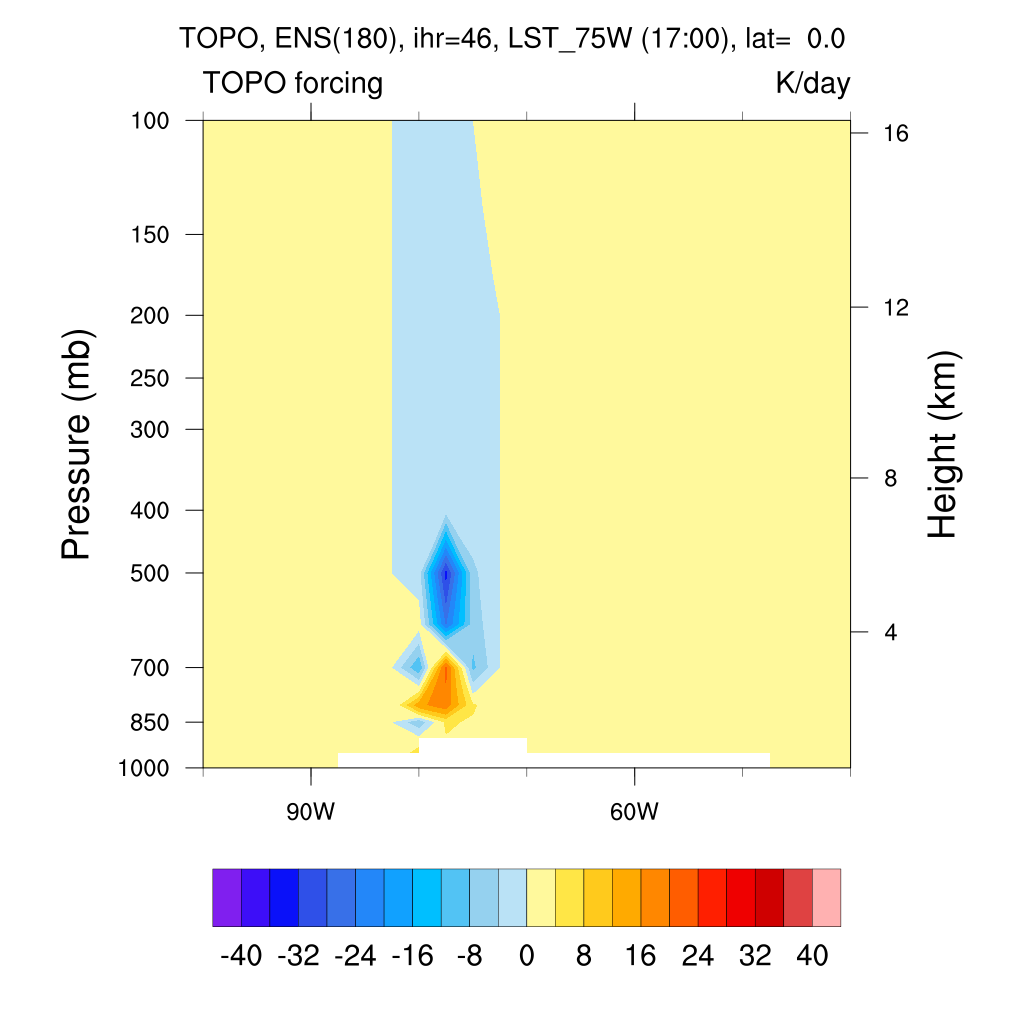 TOPO, ENS(180), ihr=46, LST_75W (17:00), lat=  0.0
TOPO forcing
K/day
100
150
200
250
300
400
500
700
850
1000
Pressure (mb)
16
12
8
4
Height (km)
90W
60W
-40 -32 -24 -16 -8 0 8 16 24 32 40